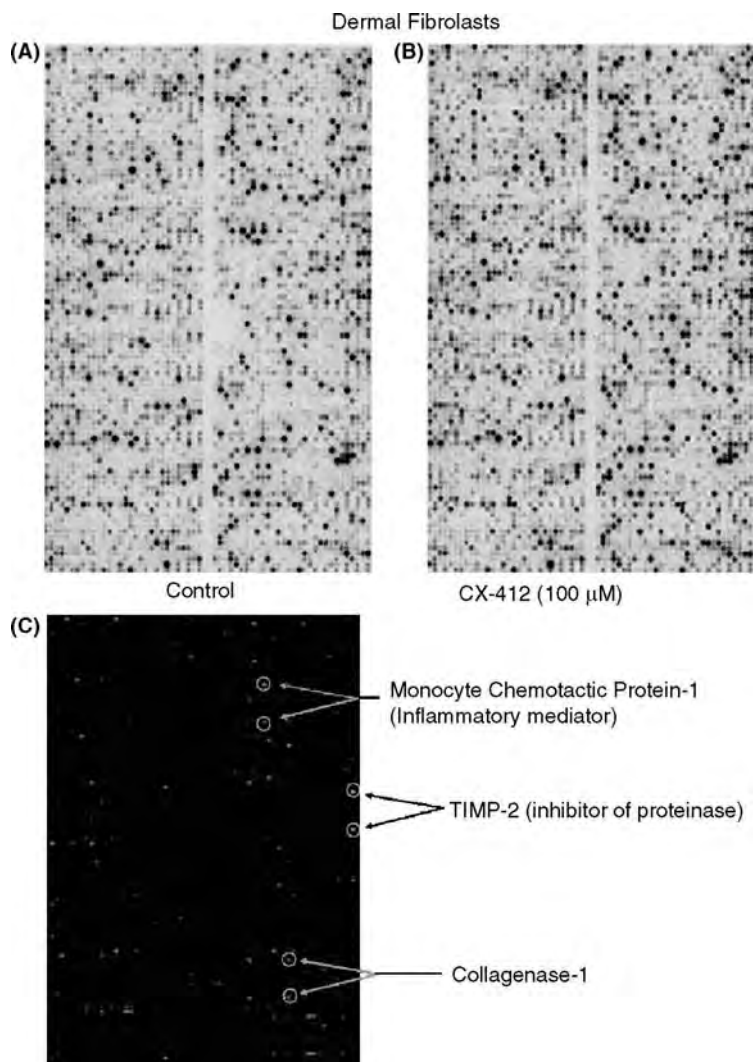 Dermal Fibrolasts
(A)
(B)
Control
CX-412 (100 μM)
(C)
Monocyte Chemotactic Protein-1
(Inflammatory mediator)
TIMP-2 (inhibitor of proteinase)
Collagenase-1